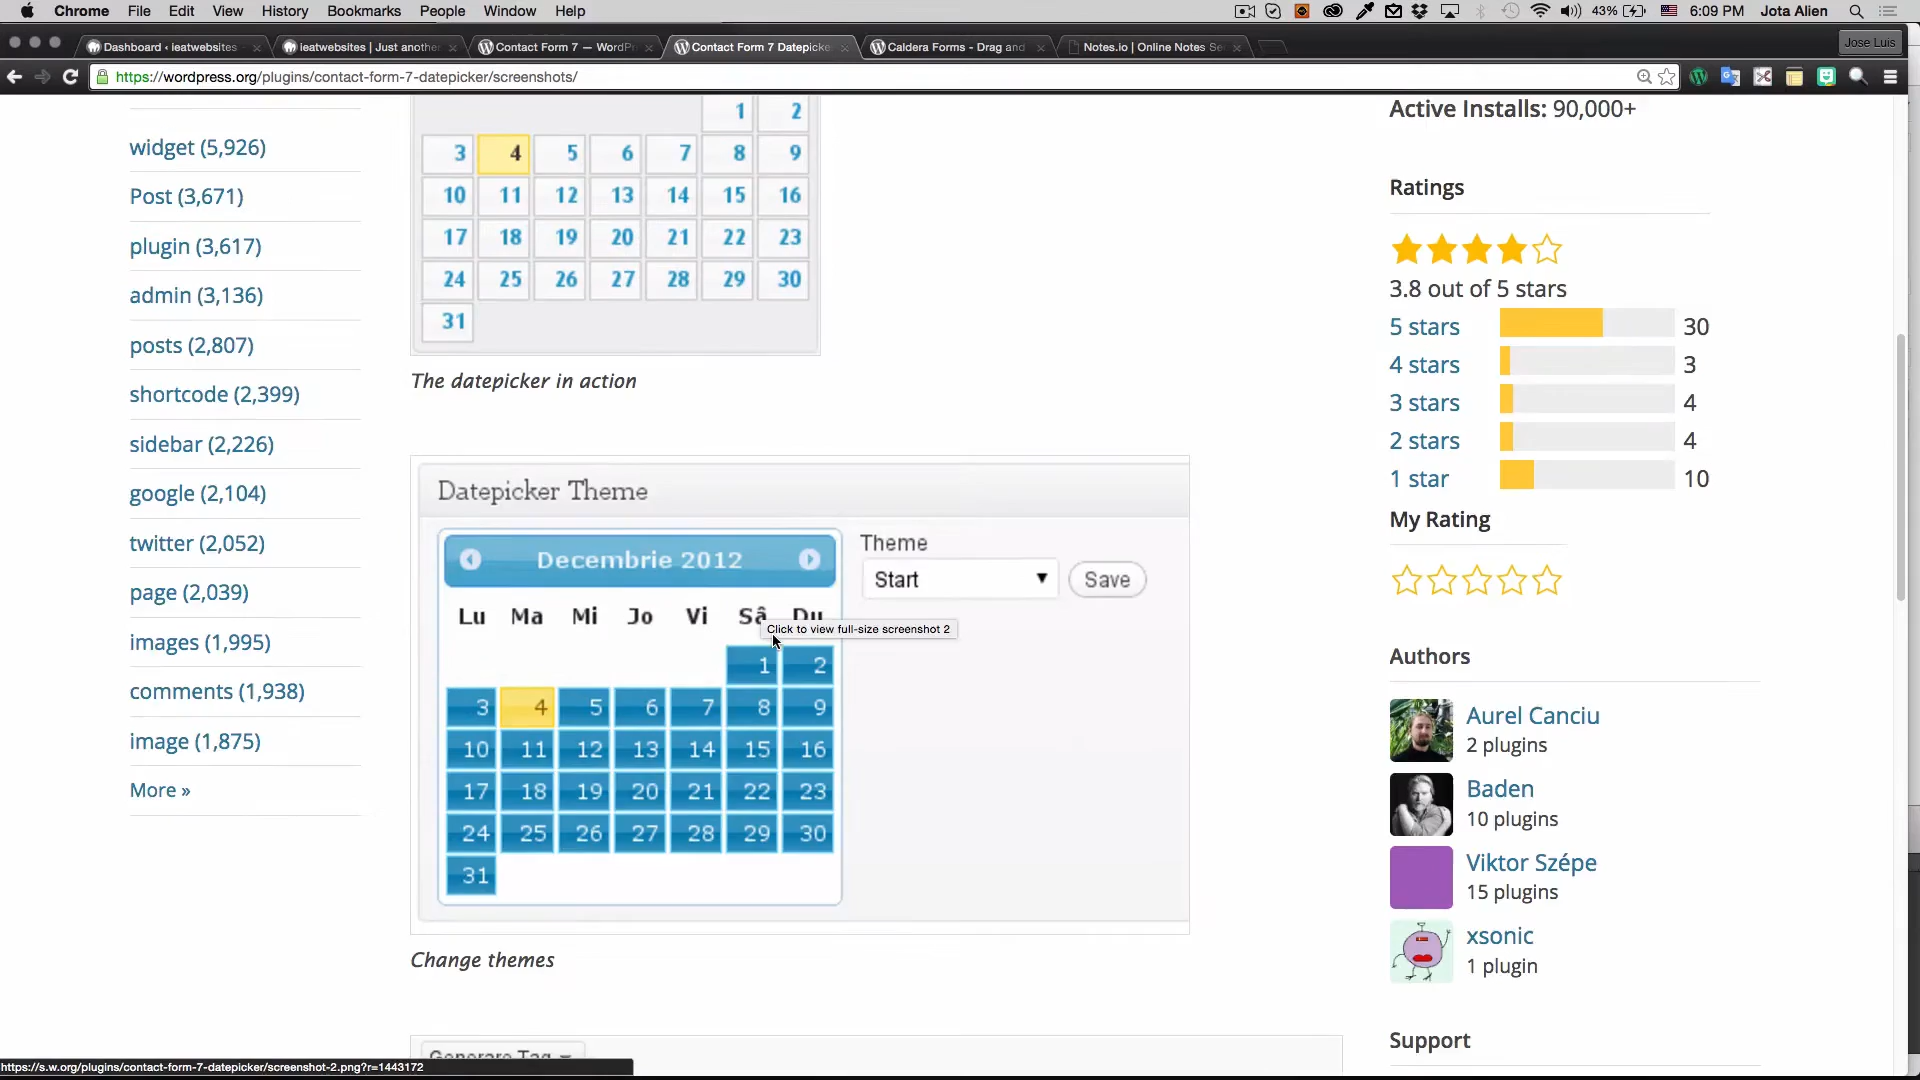 Chrome File Edit View History Bookmarks People Window Help 43% 6:09 PM Jota Alien
Dashboard ‹ ieatwebsites
ieatwebsites | Just another
Contact Form 7 — WordPr
Contact Form 7 Datepicke
Caldera Forms - Drag and
Notes.io | Online Notes Se
Jose Luis
https://wordpress.org/plugins/contact-form-7-datepicker/screenshots/
widget (5,926)
Post (3,671)
plugin (3,617)
admin (3,136)
posts (2,807)
shortcode (2,399)
sidebar (2,226)
google (2,104)
twitter (2,052)
page (2,039)
images (1,995)
comments (1,938)
image (1,875)
More »
1 2
3 4 5 6 7 8 9
10 11 12 13 14 15 16
17 18 19 20 21 22 23
24 25 26 27 28 29 30
31
The datepicker in action
Datepicker Theme
Decembrie 2012
Lu Ma Mi Jo Vi Sâ Du
1 2
3 4 5 6 7 8 9
10 11 12 13 14 15 16
17 18 19 20 21 22 23
24 25 26 27 28 29 30
31
Theme
Start
Save
Click to view full-size screenshot 2
Change themes
Generate Tag
Active Installs: 90,000+
Ratings
3.8 out of 5 stars
5 stars 30
4 stars 3
3 stars 4
2 stars 4
1 star 10
My Rating
Authors
Aurel Canciu
2 plugins
Baden
10 plugins
Viktor Szépe
15 plugins
xsonic
1 plugin
Support
https://s.w.org/plugins/contact-form-7-datepicker/screenshot-2.png?r=1443172